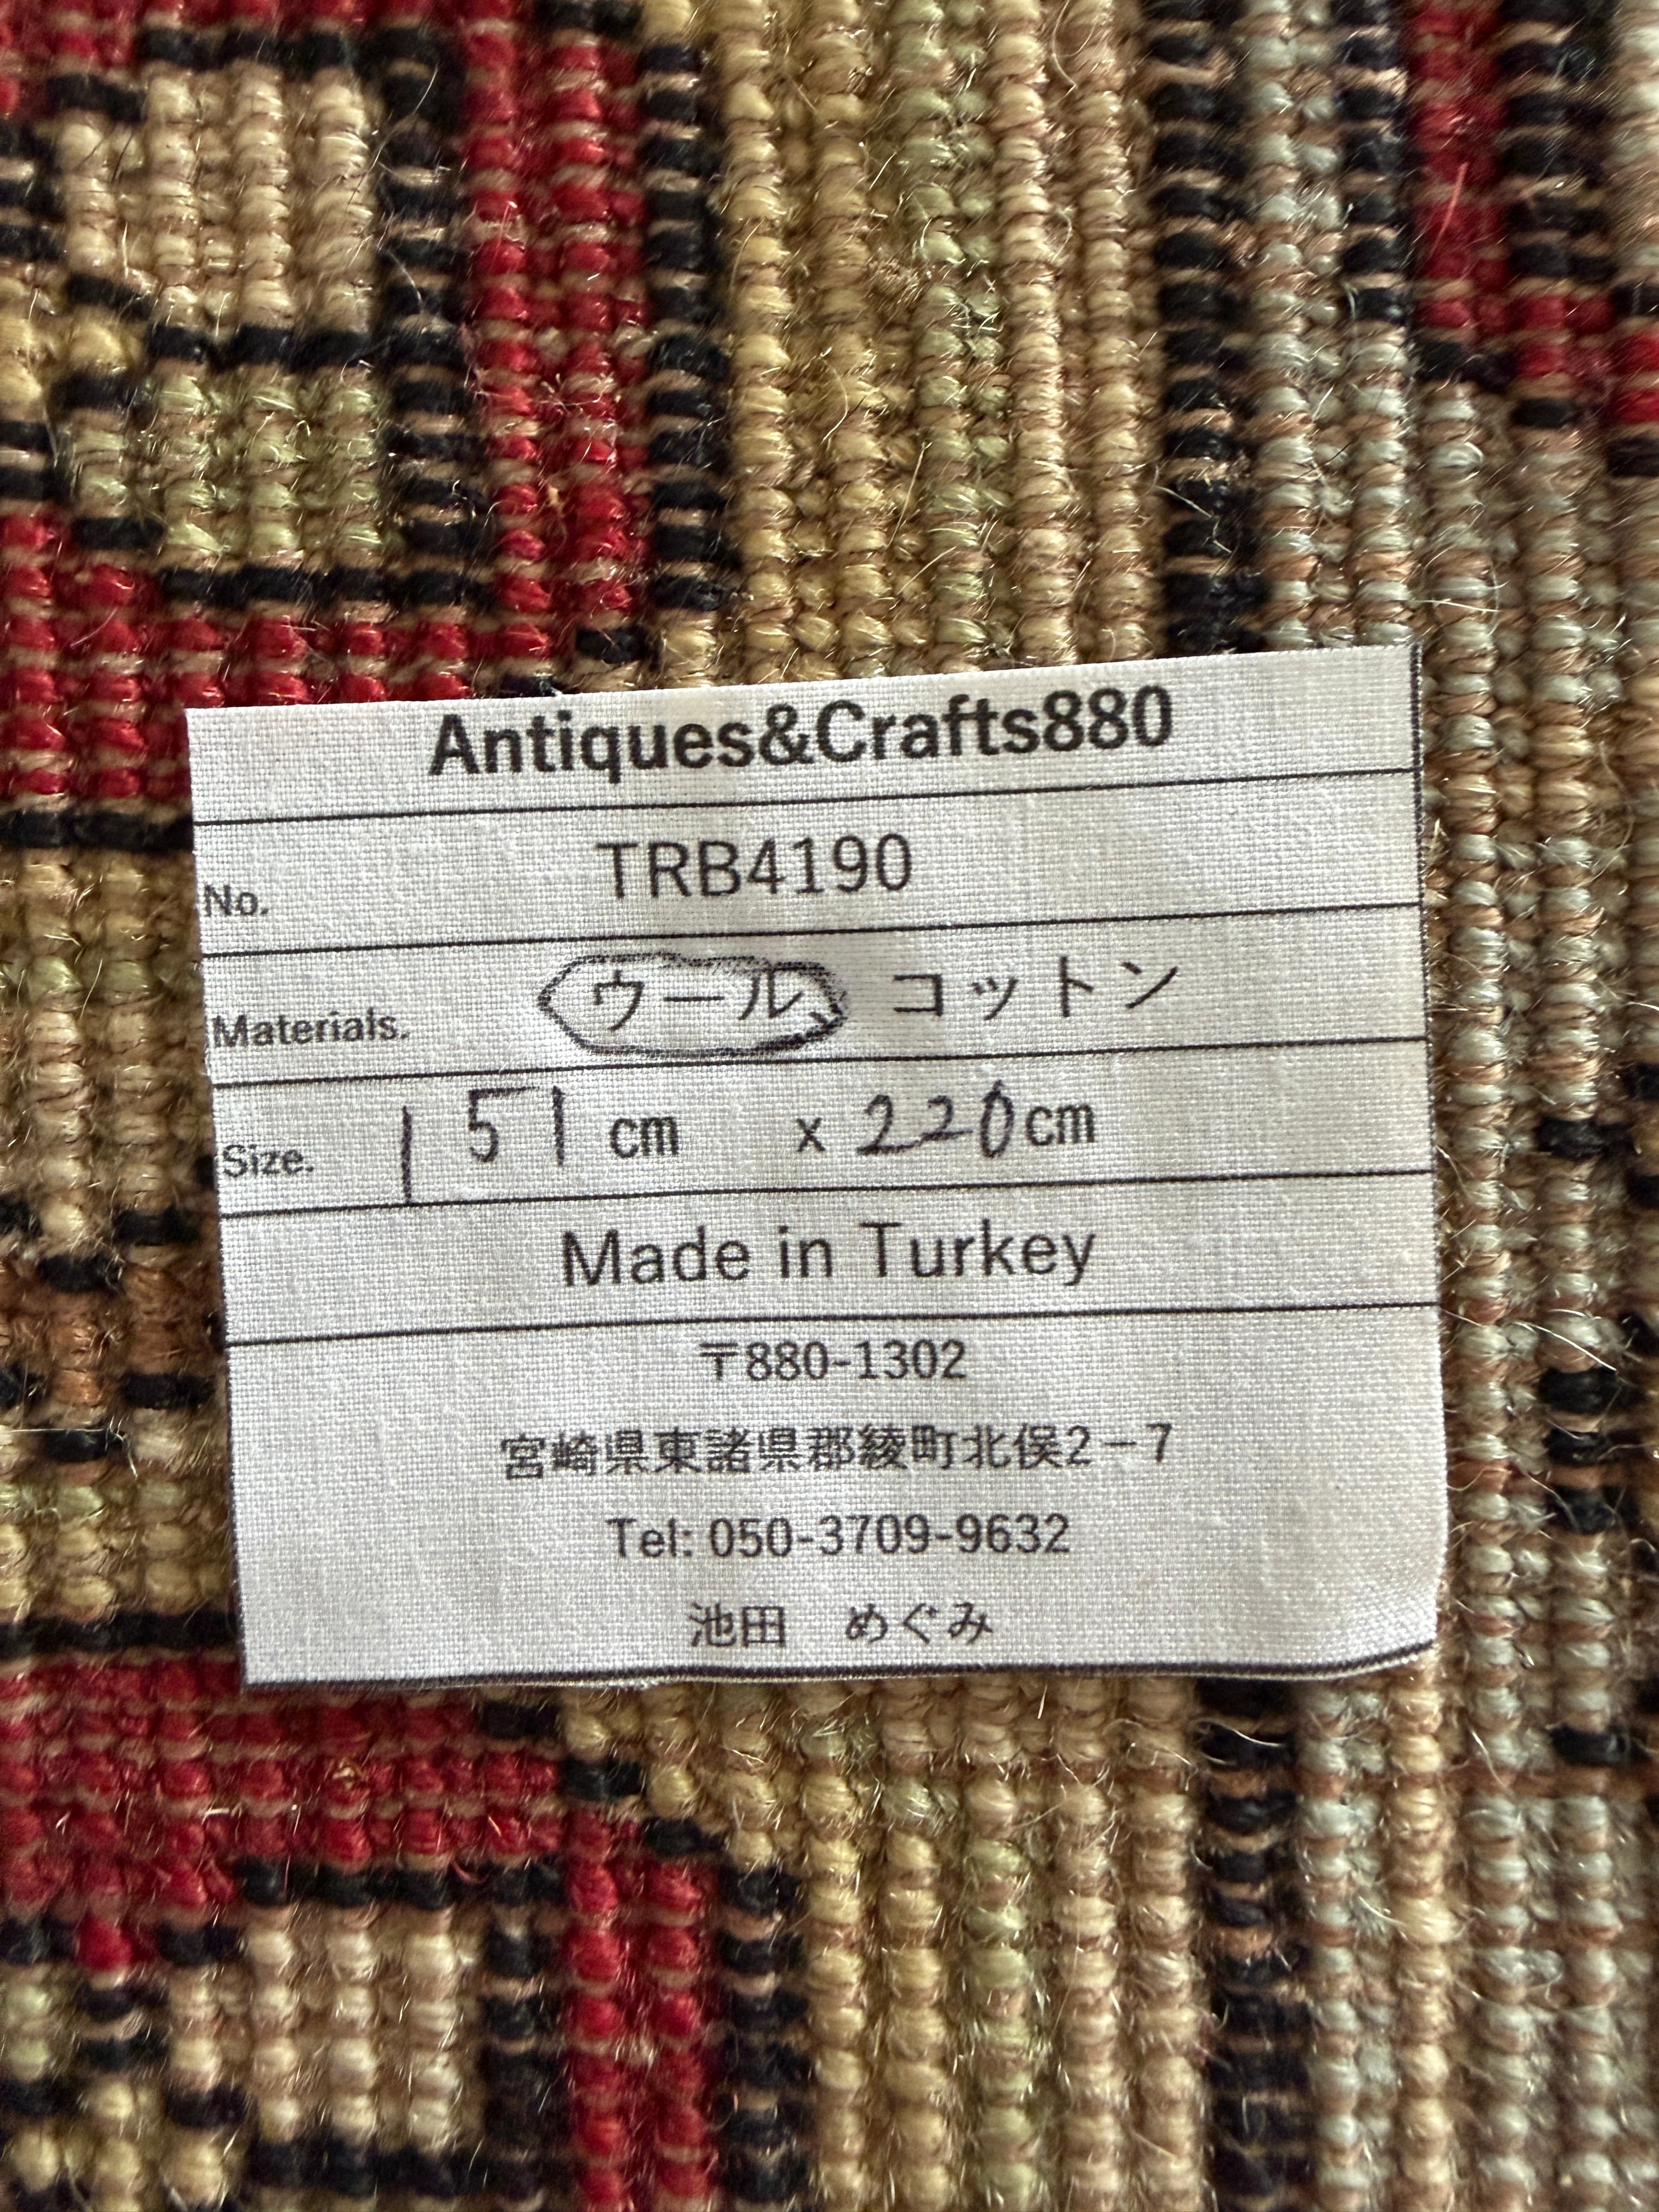 Antiques&Crafts880
No. TRB4190
Materials. ウール コットン
Size. 151 cm x 220cm
Made in Turkey
〒880-1302
宮崎県東諸県郡綾町北俣2−7
Tel: 050-3709-9632
池田　めぐみ